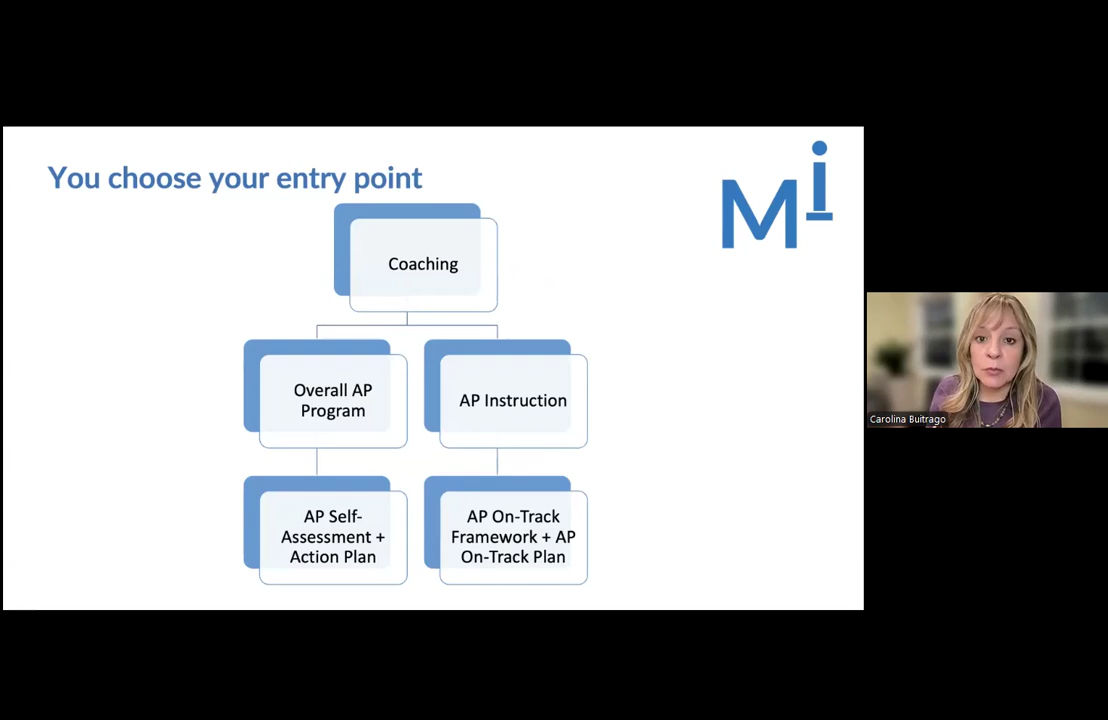 You choose your entry point
Mi
Coaching
Overall AP
Program
AP Instruction
AP Self-
Assessment +
Action Plan
AP On-Track
Framework + AP
On-Track Plan
Carolina Buitrago